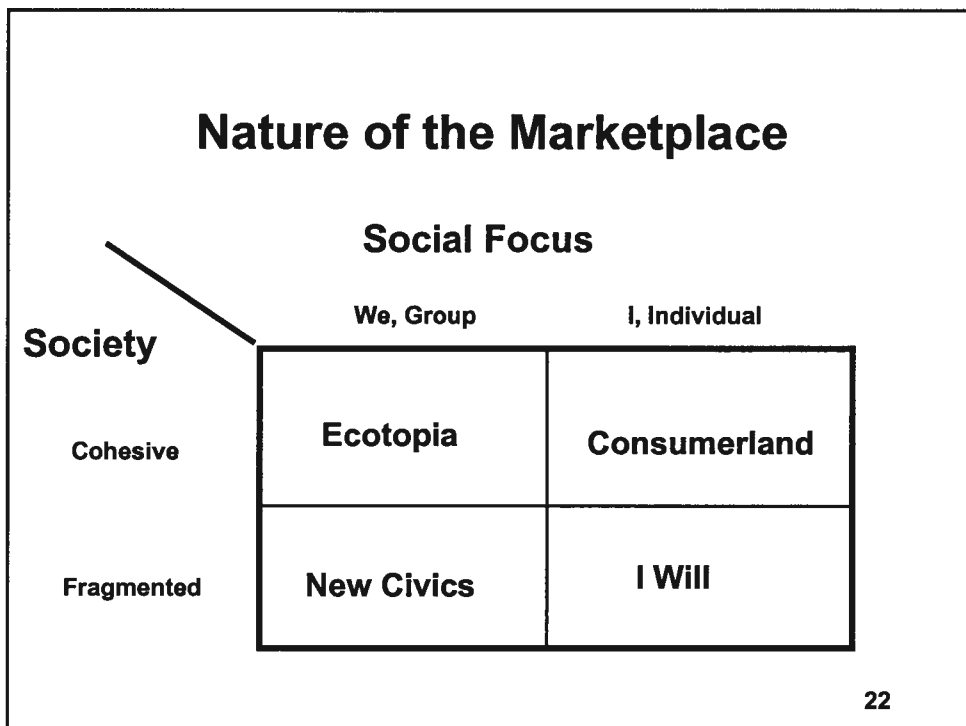 Nature of the Marketplace
Social Focus
We, Group I, Individual
Society
Cohesive Ecotopia Consumerland
Fragmented New Civics I Will
22